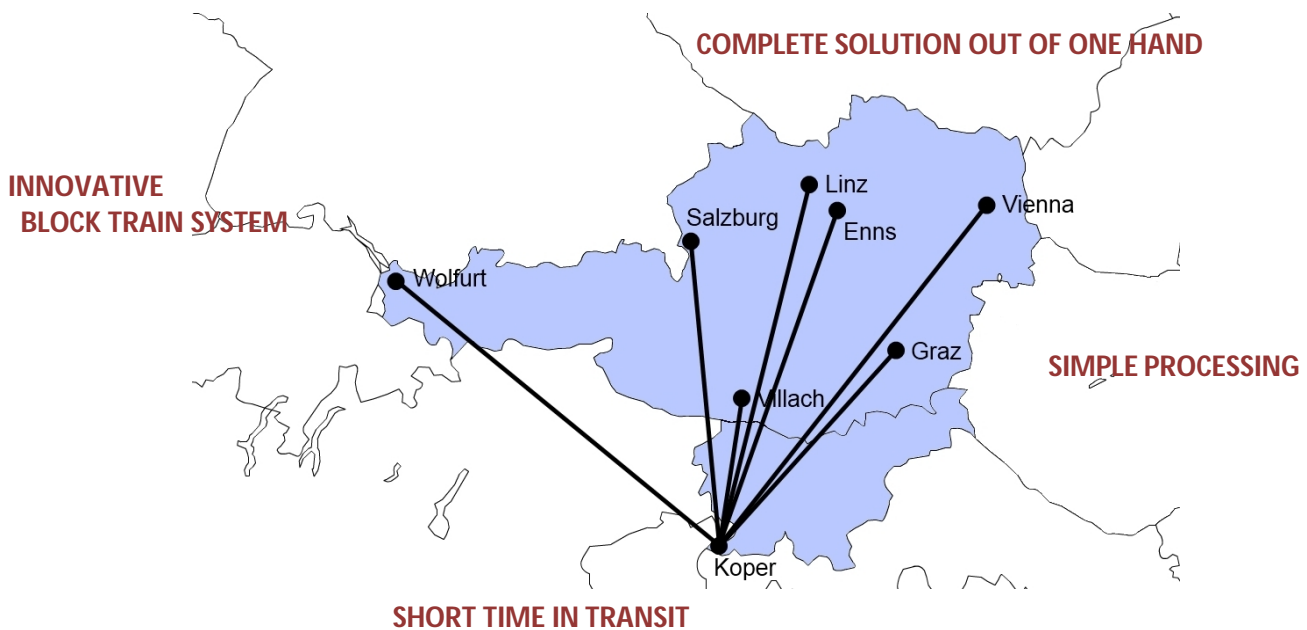 COMPLETE SOLUTION OUT OF ONE HAND
INNOVATIVE
BLOCK TRAIN SYSTEM
Linz
Vienna
Salzburg
Enns
Wolfurt
Graz
SIMPLE PROCESSING
Villach
Koper
SHORT TIME IN TRANSIT